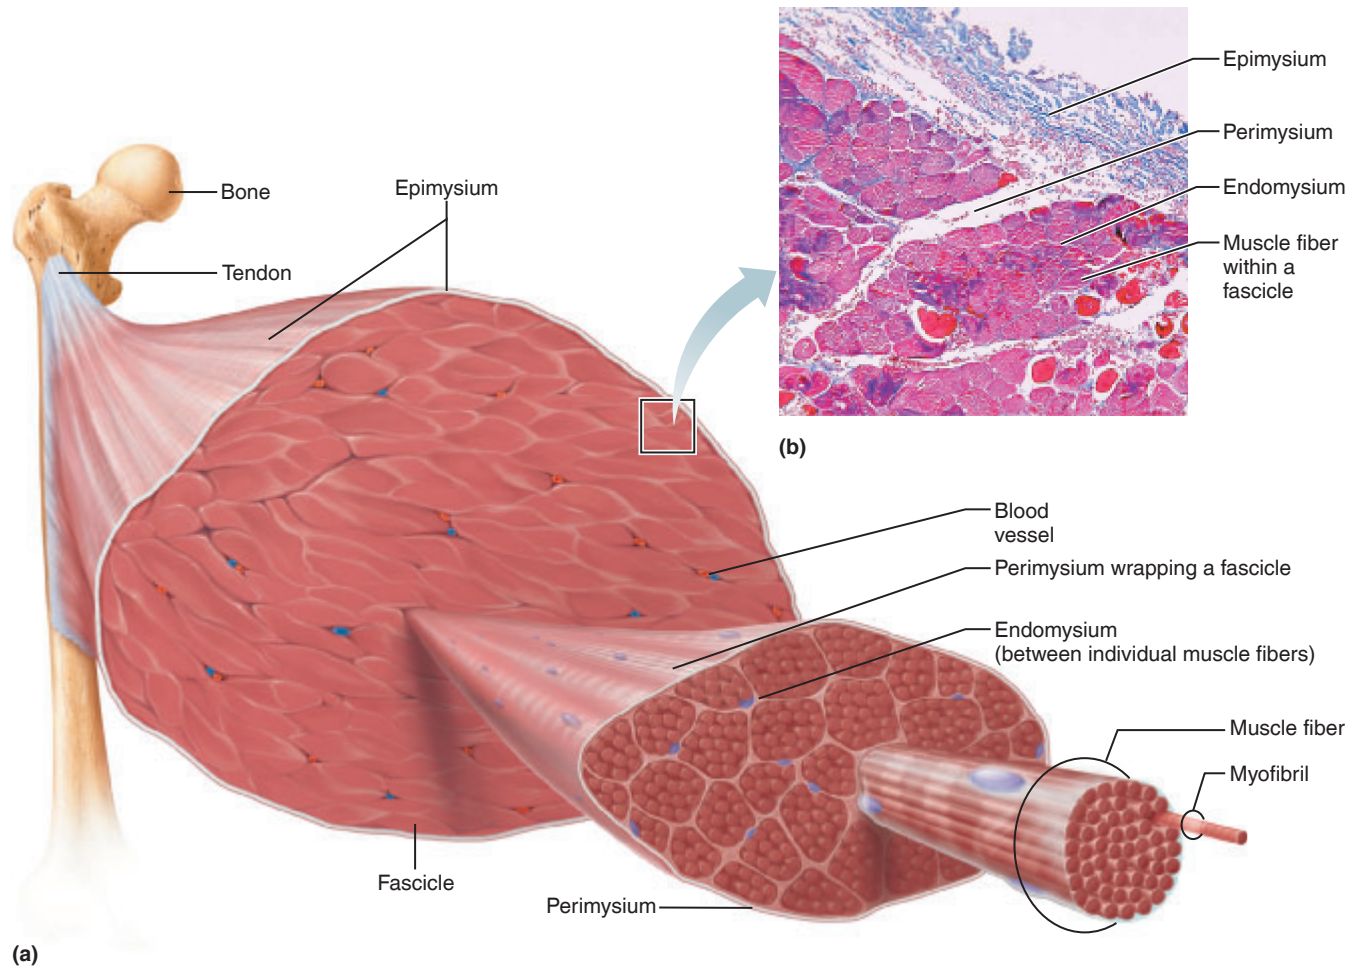 Epimysium
Perimysium
Endomysium
Muscle fiber
within a
fascicle
(b)
Bone
Epimysium
Tendon
Blood
vessel
Perimysium wrapping a fascicle
Endomysium
(between individual muscle fibers)
Muscle fiber
Myofibril
Fascicle
Perimysium
(a)